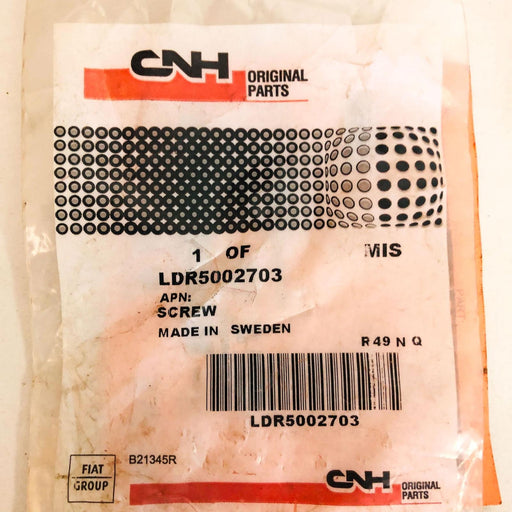 CNH
ORIGINAL
PARTS
1 OF MIS
LDR5002703
APN:
SCREW
MADE IN SWEDEN
R49 N Q
LDR5002703
B21345R
FIAT
GROUP
CNH
ORIGINAL
PARTS